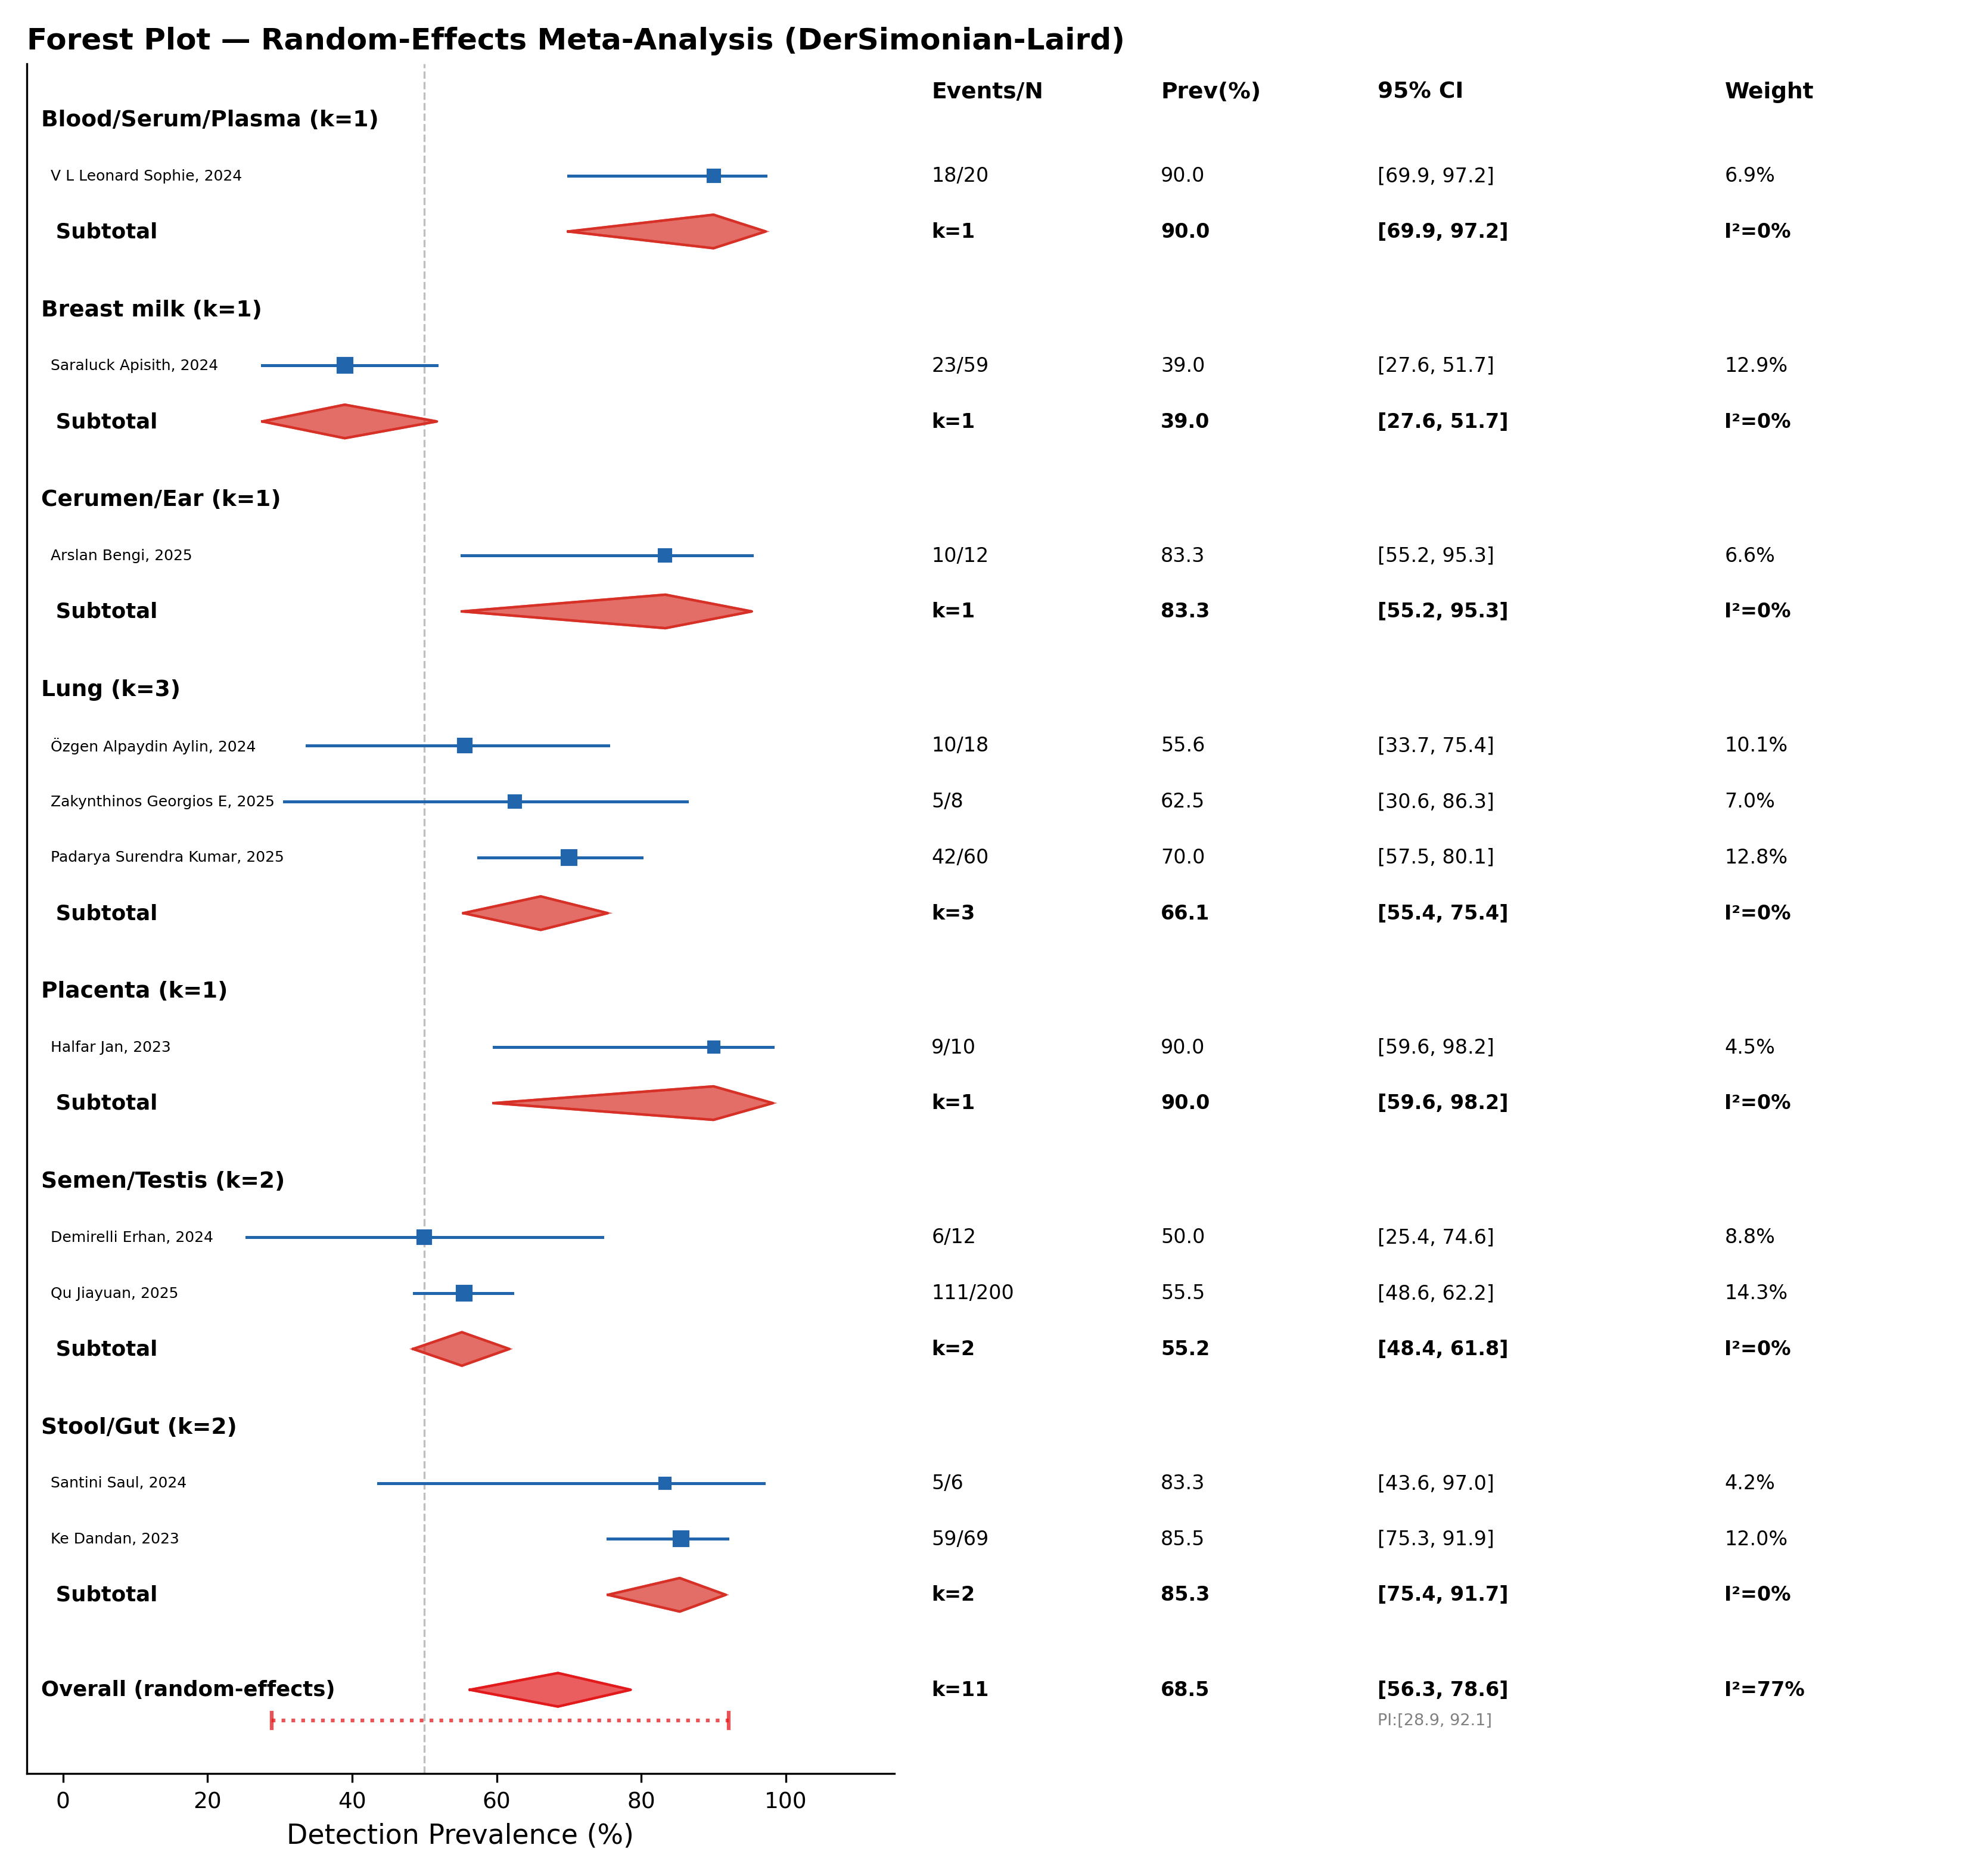 Forest Plot — Random-Effects Meta-Analysis (DerSimonian-Laird)
Events/N Prev(%) 95% CI Weight
Blood/Serum/Plasma (k=1)
V L Leonard Sophie, 2024 18/20 90.0 [69.9, 97.2] 6.9%
Subtotal k=1 90.0 [69.9, 97.2] I²=0%
Breast milk (k=1)
Saraluck Apisith, 2024 23/59 39.0 [27.6, 51.7] 12.9%
Subtotal k=1 39.0 [27.6, 51.7] I²=0%
Cerumen/Ear (k=1)
Arslan Bengi, 2025 10/12 83.3 [55.2, 95.3] 6.6%
Subtotal k=1 83.3 [55.2, 95.3] I²=0%
Lung (k=3)
Özgen Alpaydin Aylin, 2024 10/18 55.6 [33.7, 75.4] 10.1%
Zakynthinos Georgios E, 2025 5/8 62.5 [30.6, 86.3] 7.0%
Padarya Surendra Kumar, 2025 42/60 70.0 [57.5, 80.1] 12.8%
Subtotal k=3 66.1 [55.4, 75.4] I²=0%
Placenta (k=1)
Halfar Jan, 2023 9/10 90.0 [59.6, 98.2] 4.5%
Subtotal k=1 90.0 [59.6, 98.2] I²=0%
Semen/Testis (k=2)
Demirelli Erhan, 2024 6/12 50.0 [25.4, 74.6] 8.8%
Qu Jiayuan, 2025 111/200 55.5 [48.6, 62.2] 14.3%
Subtotal k=2 55.2 [48.4, 61.8] I²=0%
Stool/Gut (k=2)
Santini Saul, 2024 5/6 83.3 [43.6, 97.0] 4.2%
Ke Dandan, 2023 59/69 85.5 [75.3, 91.9] 12.0%
Subtotal k=2 85.3 [75.4, 91.7] I²=0%
Overall (random-effects) k=11 68.5 [56.3, 78.6] I²=77%
PI:[28.9, 92.1]
0 20 40 60 80 100
Detection Prevalence (%)